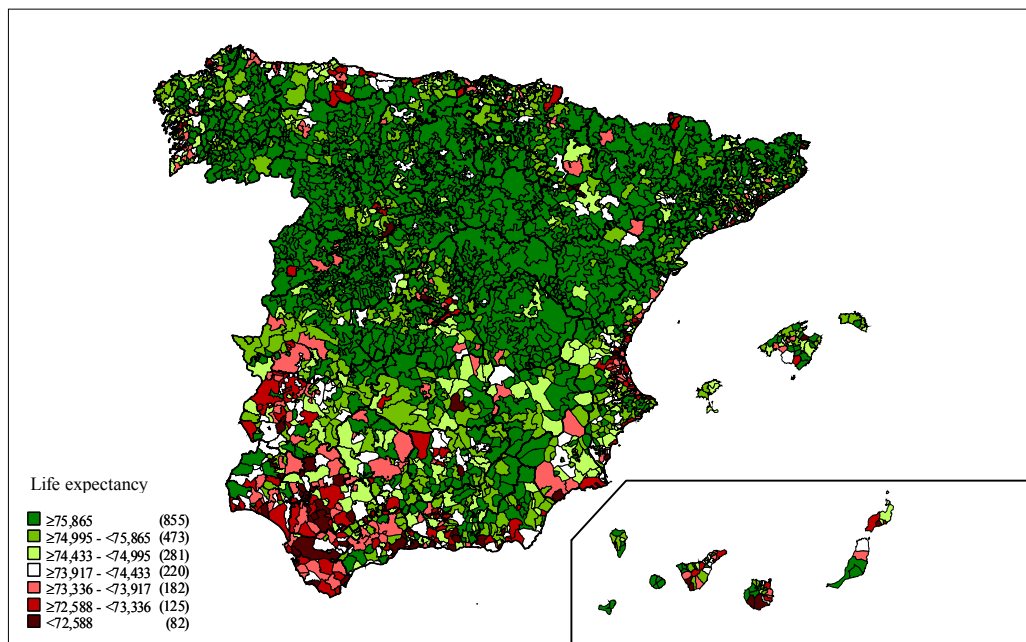 Life expectancy
≥75,865 (855)
≥74,995 - <75,865 (473)
≥74,433 - <74,995 (281)
≥73,917 - <74,433 (220)
≥73,336 - <73,917 (182)
≥72,588 - <73,336 (125)
<72,588 (82)